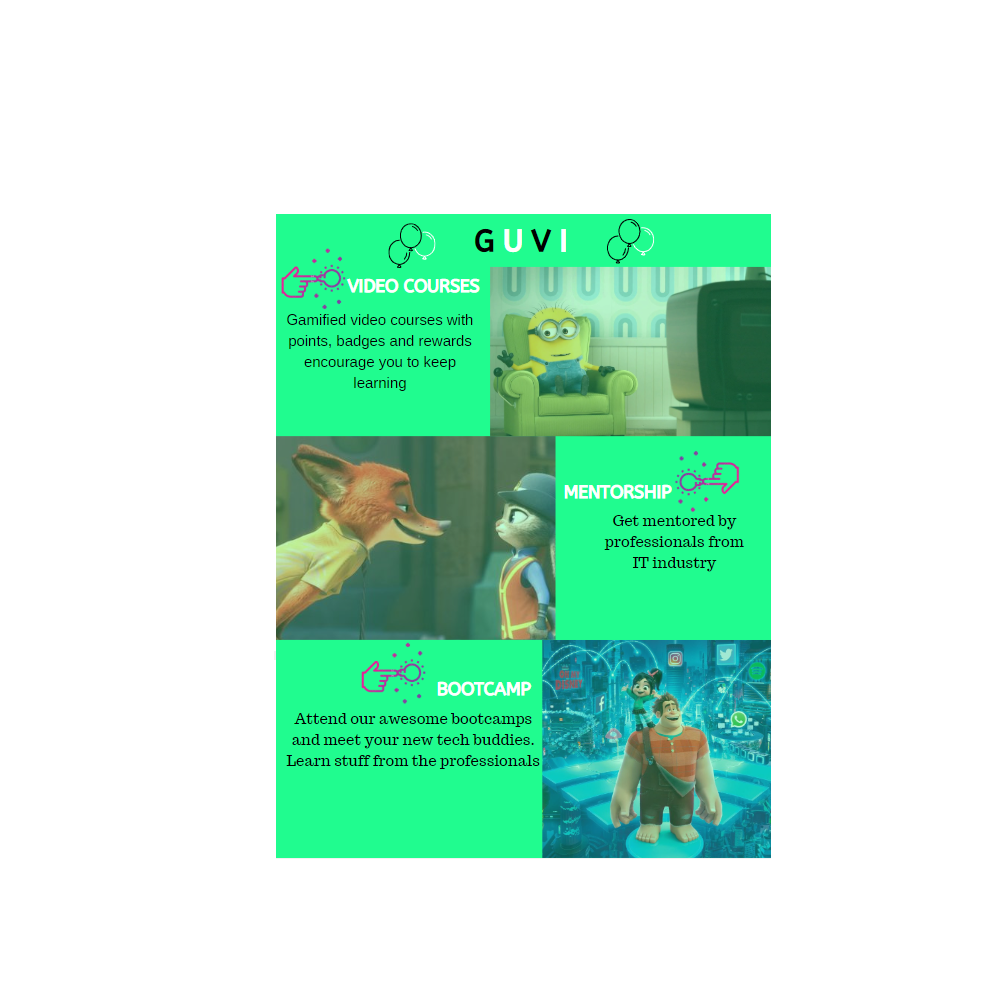 GUVI
VIDEO COURSES
Gamified video courses with
points, badges and rewards
encourage you to keep
learning
MENTORSHIP
Get mentored by
professionals from
IT industry
BOOTCAMP
Attend our awesome bootcamps
and meet your new tech buddies.
Learn stuff from the professionals